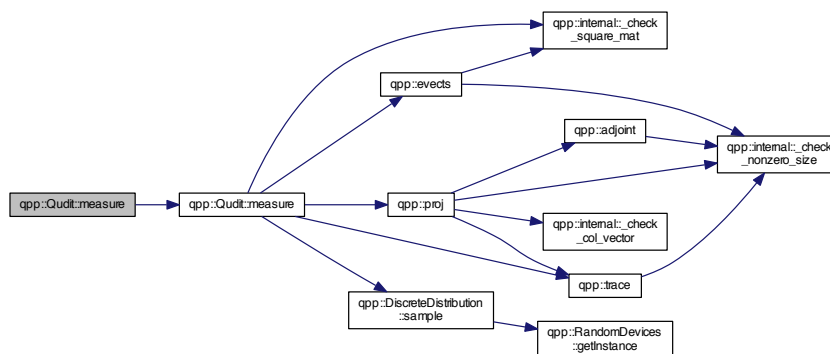 qpp::Qudit::measure
qpp::Qudit::measure
qpp::internal::_check
_square_mat
qpp::evects
qpp::adjoint
qpp::internal::_check
_nonzero_size
qpp::proj
qpp::internal::_check
_col_vector
qpp::trace
qpp::DiscreteDistribution
::sample
qpp::RandomDevices
::getInstance